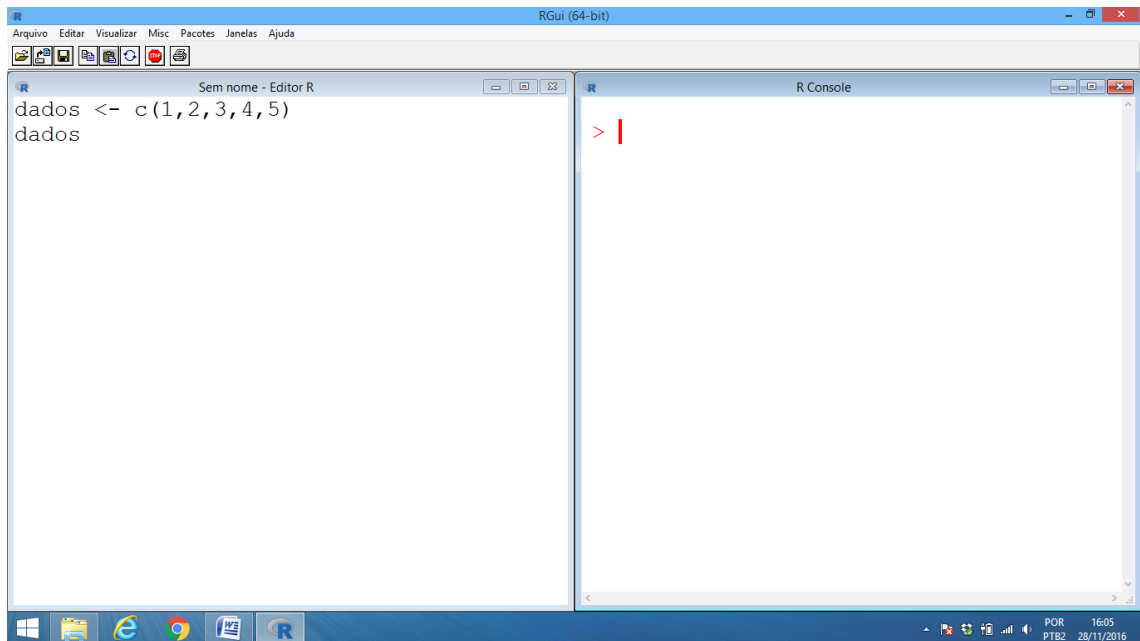 RGui (64-bit)
Arquivo Editar Visualizar Misc Pacotes Janelas Ajuda
STOP
Sem nome - Editor R
dados <- c(1,2,3,4,5)
dados
R Console
>
POR 16:05
PTB2 28/11/2016